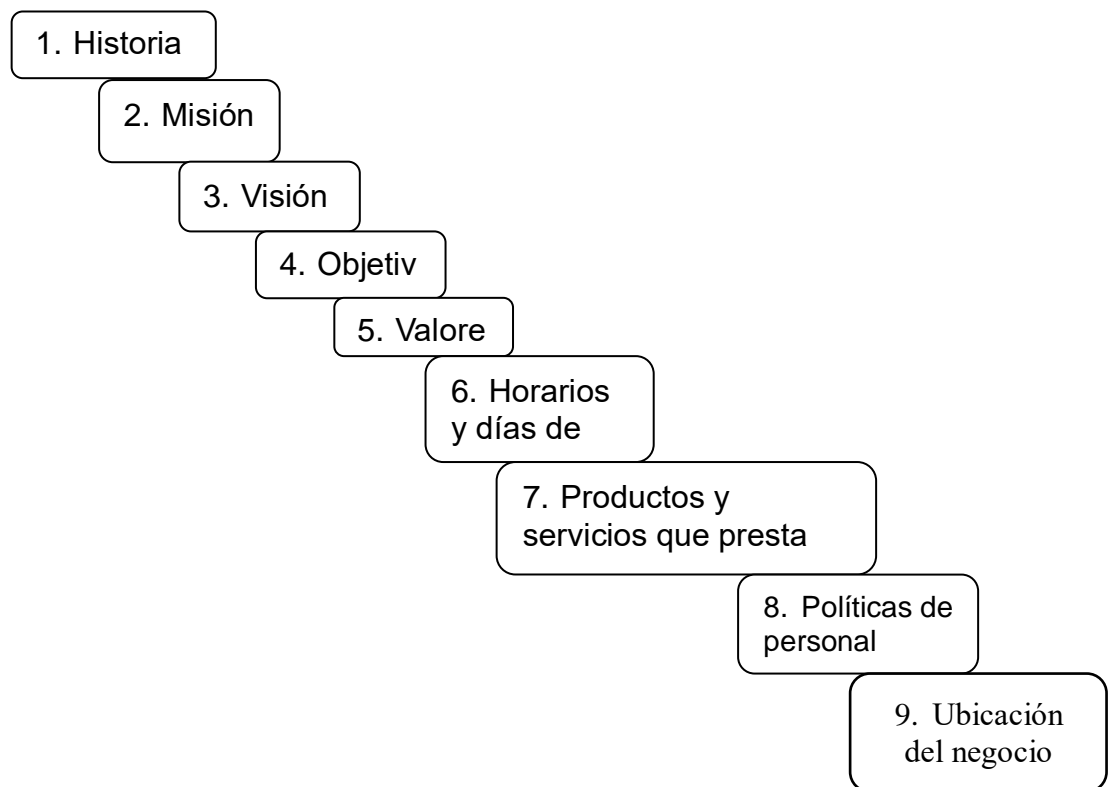 1. Historia
2. Misión
3. Visión
4. Objetiv
5. Valore
6. Horarios
y días de
7. Productos y
servicios que presta
8. Políticas de
personal
9. Ubicación
del negocio